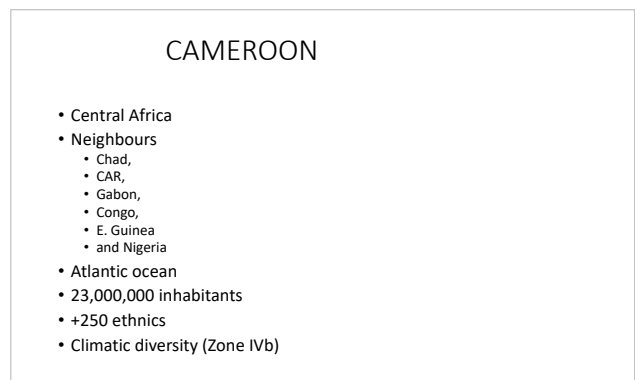 CAMEROON
• Central Africa
• Neighbours
• Chad,
• CAR,
• Gabon,
• Congo,
• E. Guinea
• and Nigeria
• Atlantic ocean
• 23,000,000 inhabitants
• +250 ethnics
• Climatic diversity (Zone IVb)